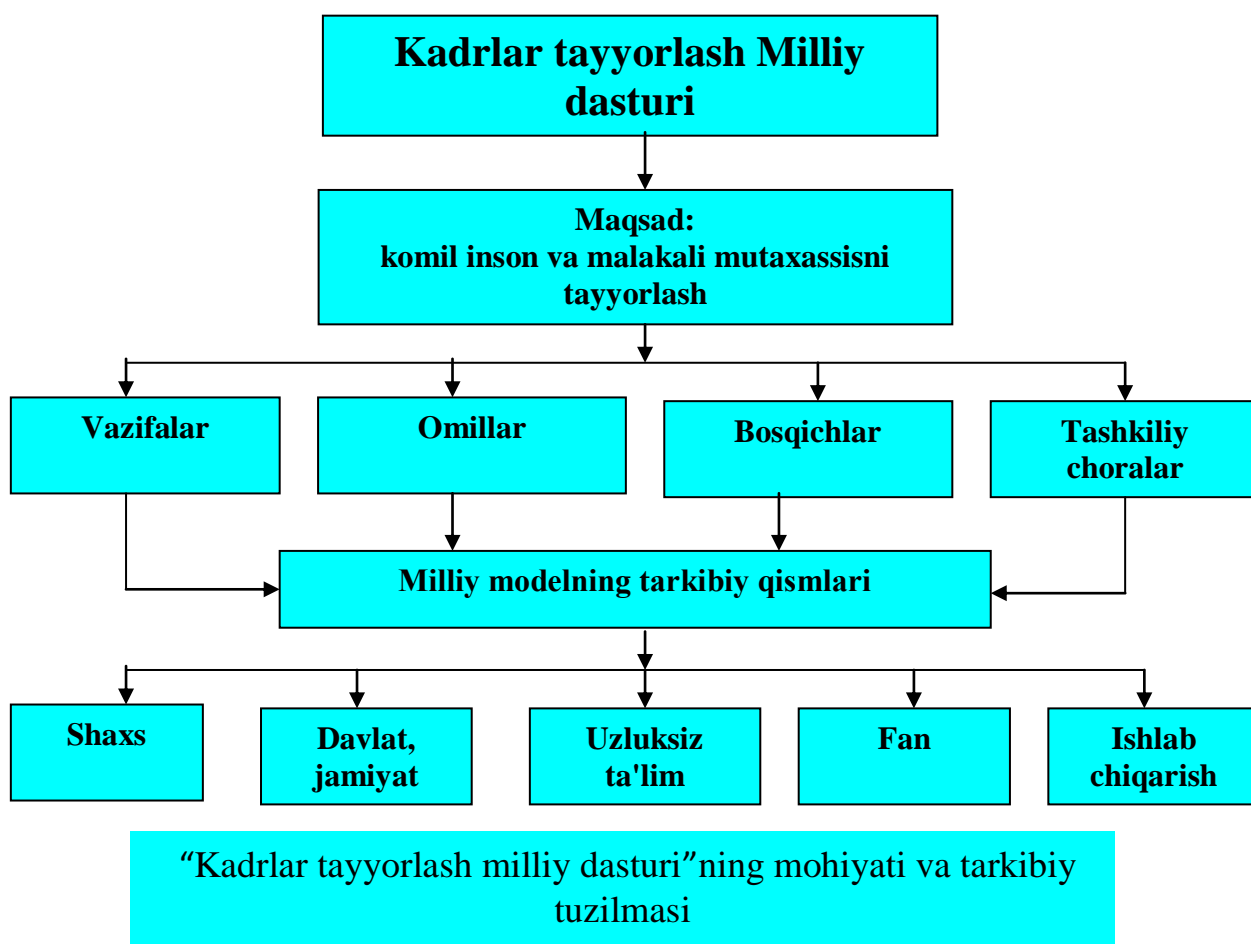 Kadrlar tayyorlash Milliy
dasturi
Maqsad:
komil inson va malakali mutaxassisni
tayyorlash
Vazifalar
Omillar
Bosqichlar
Tashkiliy
choralar
Milliy modelning tarkibiy qismlari
Shaxs
Davlat,
jamiyat
Uzluksiz
ta'lim
Fan
Ishlab
chiqarish
“Kadrlar tayyorlash milliy dasturi”ning mohiyati va tarkibiy
tuzilmasi